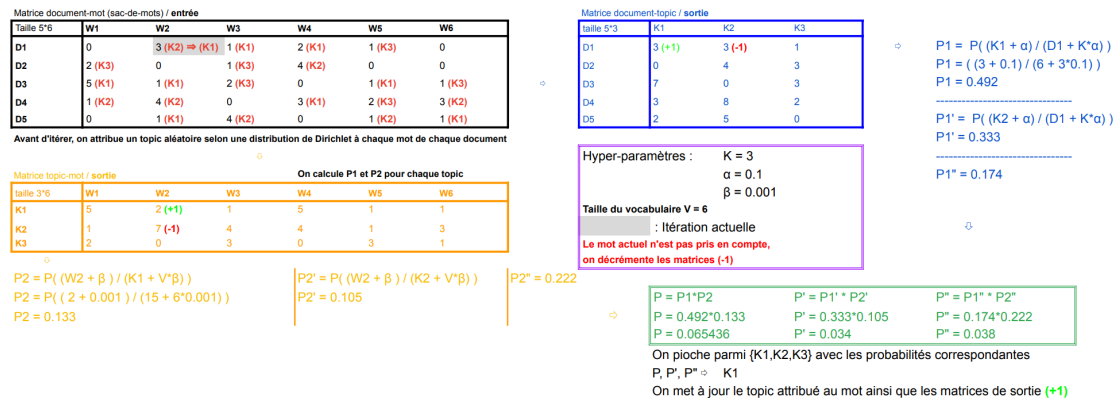 Matrice document-mot (sac-de-mots) / entrée
Taille 5*6 W1 W2 W3 W4 W5 W6
D1 0 3 (K2) ⇒ (K1) 1 (K1) 2 (K1) 1 (K3) 0
D2 2 (K3) 0 1 (K3) 4 (K2) 0 0
D3 5 (K1) 1 (K1) 2 (K3) 0 1 (K1) 1 (K3)
D4 1 (K2) 4 (K2) 0 3 (K1) 2 (K3) 3 (K2)
D5 0 1 (K1) 4 (K2) 0 1 (K2) 1 (K1)
Avant d'itérer, on attribue un topic aléatoire selon une distribution de Dirichlet à chaque mot de chaque document
⇩
⇨
Matrice document-topic / sortie
taille 5*3 K1 K2 K3
D1 3 (+1) 3 (-1) 1
D2 0 4 3
D3 7 0 3
D4 3 8 2
D5 2 5 0
⇨
P1 = P( (K1 + α) / (D1 + K*α) )
P1 = ( (3 + 0.1) / (6 + 3*0.1) )
P1 = 0.492
--------------------------------
P1' = P( (K2 + α) / (D1 + K*α) )
P1' = 0.333
--------------------------------
P1" = 0.174
⇩
Matrice topic-mot / sortie
On calcule P1 et P2 pour chaque topic
taille 3*6 W1 W2 W3 W4 W5 W6
K1 5 2 (+1) 1 5 1 1
K2 1 7 (-1) 4 4 1 3
K3 2 0 3 0 3 1
⇩
P2 = P( (W2 + β ) / (K1 + V*β) )
P2 = P( ( 2 + 0.001 ) / (15 + 6*0.001) )
P2 = 0.133
P2' = P( (W2 + β ) / (K2 + V*β) )
P2' = 0.105
P2" = 0.222
⇨
Hyper-paramètres : K = 3
α = 0.1
β = 0.001
Taille du vocabulaire V = 6
: Itération actuelle
Le mot actuel n'est pas pris en compte,
on décrémente les matrices (-1)
P = P1*P2 P' = P1' * P2' P" = P1" * P2"
P = 0.492*0.133 P' = 0.333*0.105 P" = 0.174*0.222
P = 0.065436 P' = 0.034 P" = 0.038
On pioche parmi {K1,K2,K3} avec les probabilités correspondantes
P, P', P" ⇨ K1
On met à jour le topic attribué au mot ainsi que les matrices de sortie (+1)